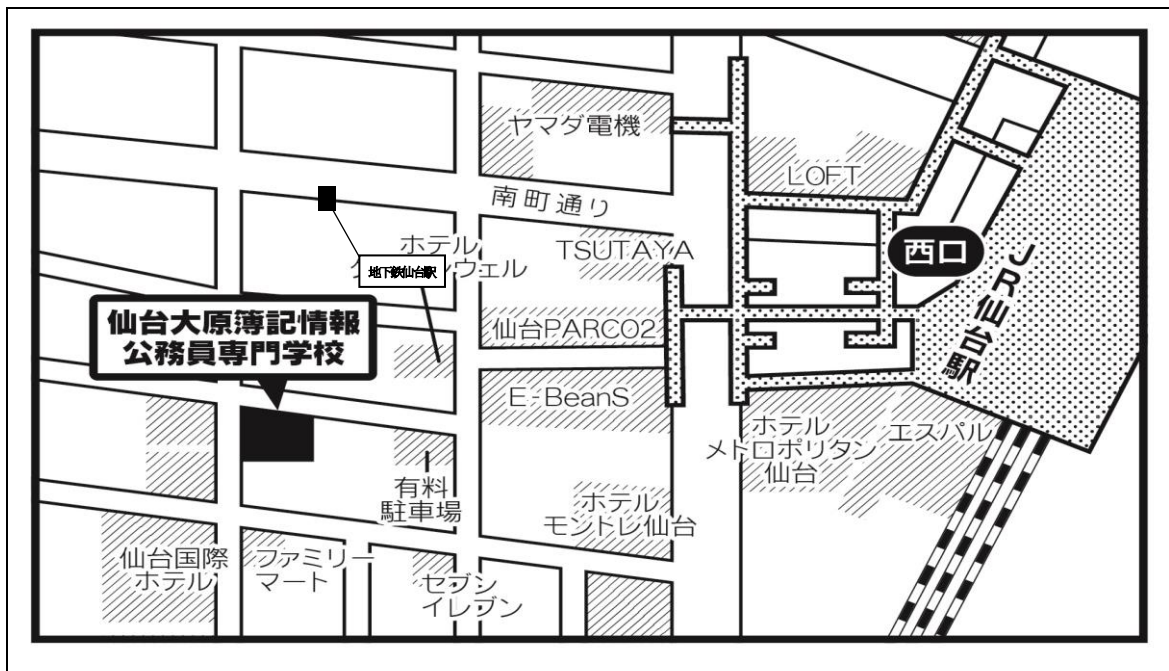 ヤマダ電機
LOFT
南町通り
西口
JR仙台駅
ホテル
TSUTAYA
地下鉄仙台駅
仙台PARCO2
仙台大原簿記情報
公務員専門学校
E-BeanS
ホテル
メトロポリタン
仙台
エスパル
有料
駐車場
ホテル
モントレ仙台
仙台国際
ホテル
ファミリー
マート
セブン
イレブン